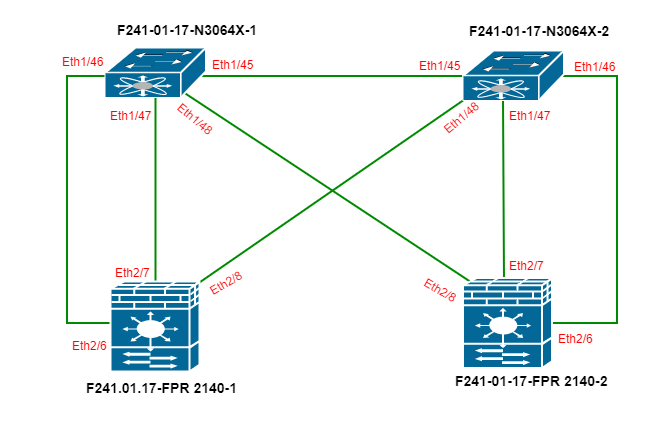 F241-01-17-N3064X-1
F241-01-17-N3064X-2
Eth1/46
Eth1/45
Eth1/45
Eth1/46
Eth1/47
Eth1/48
Eth1/48
Eth1/47
Eth2/7
Eth2/8
Eth2/8
Eth2/7
Eth2/6
Eth2/6
F241.01.17-FPR 2140-1
F241-01-17-FPR 2140-2